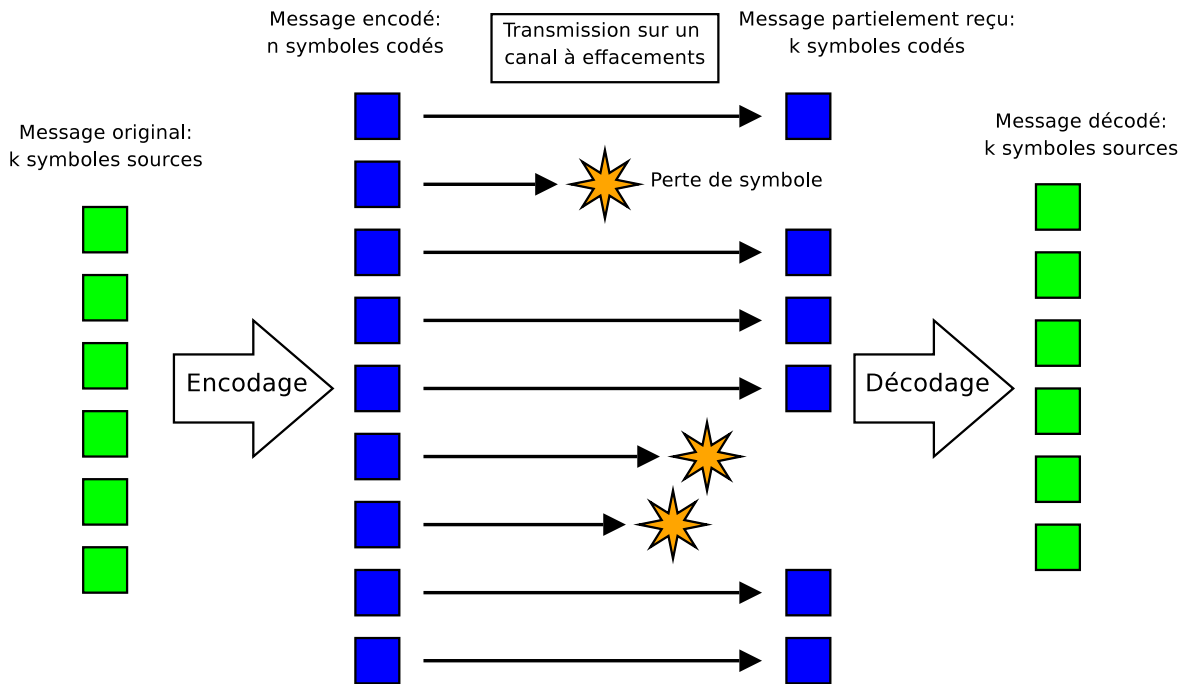 Message encodé:
n symboles codés
Transmission sur un
canal à effacements
Message partielement reçu:
k symboles codés
Message original:
k symboles sources
Message décodé:
k symboles sources
Perte de symbole
Encodage
Décodage